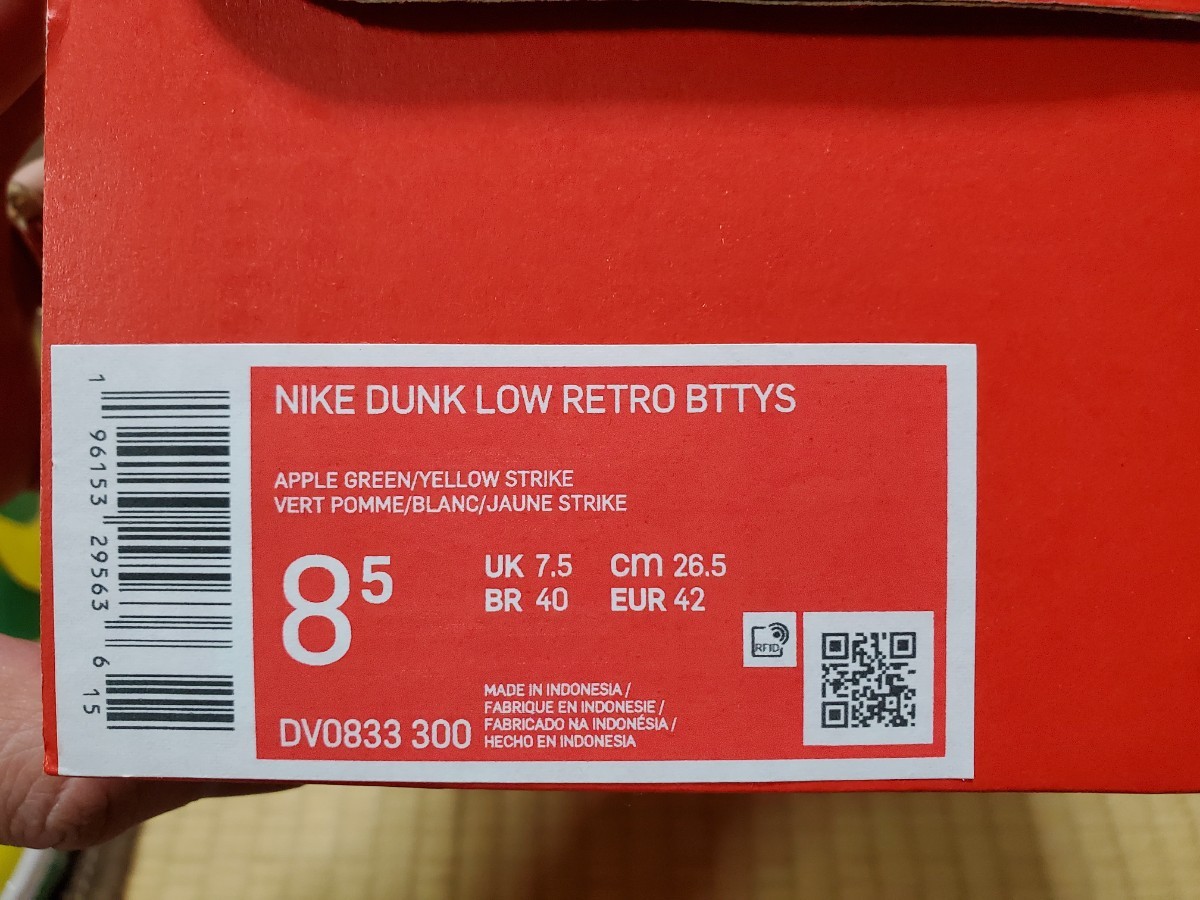 NIKE DUNK LOW RETRO BTTYS
APPLE GREEN/YELLOW STRIKE
VERT POMME/BLANC/JAUNE STRIKE
8⁵
UK 7.5 cm 26.5
BR 40 EUR 42
RFID
MADE IN INDONESIA /
FABRIQUE EN INDONESIE /
FABRICADO NA INDONÉSIA /
HECHO EN INDONESIA
DV0833 300
1 96153 29563 6 15